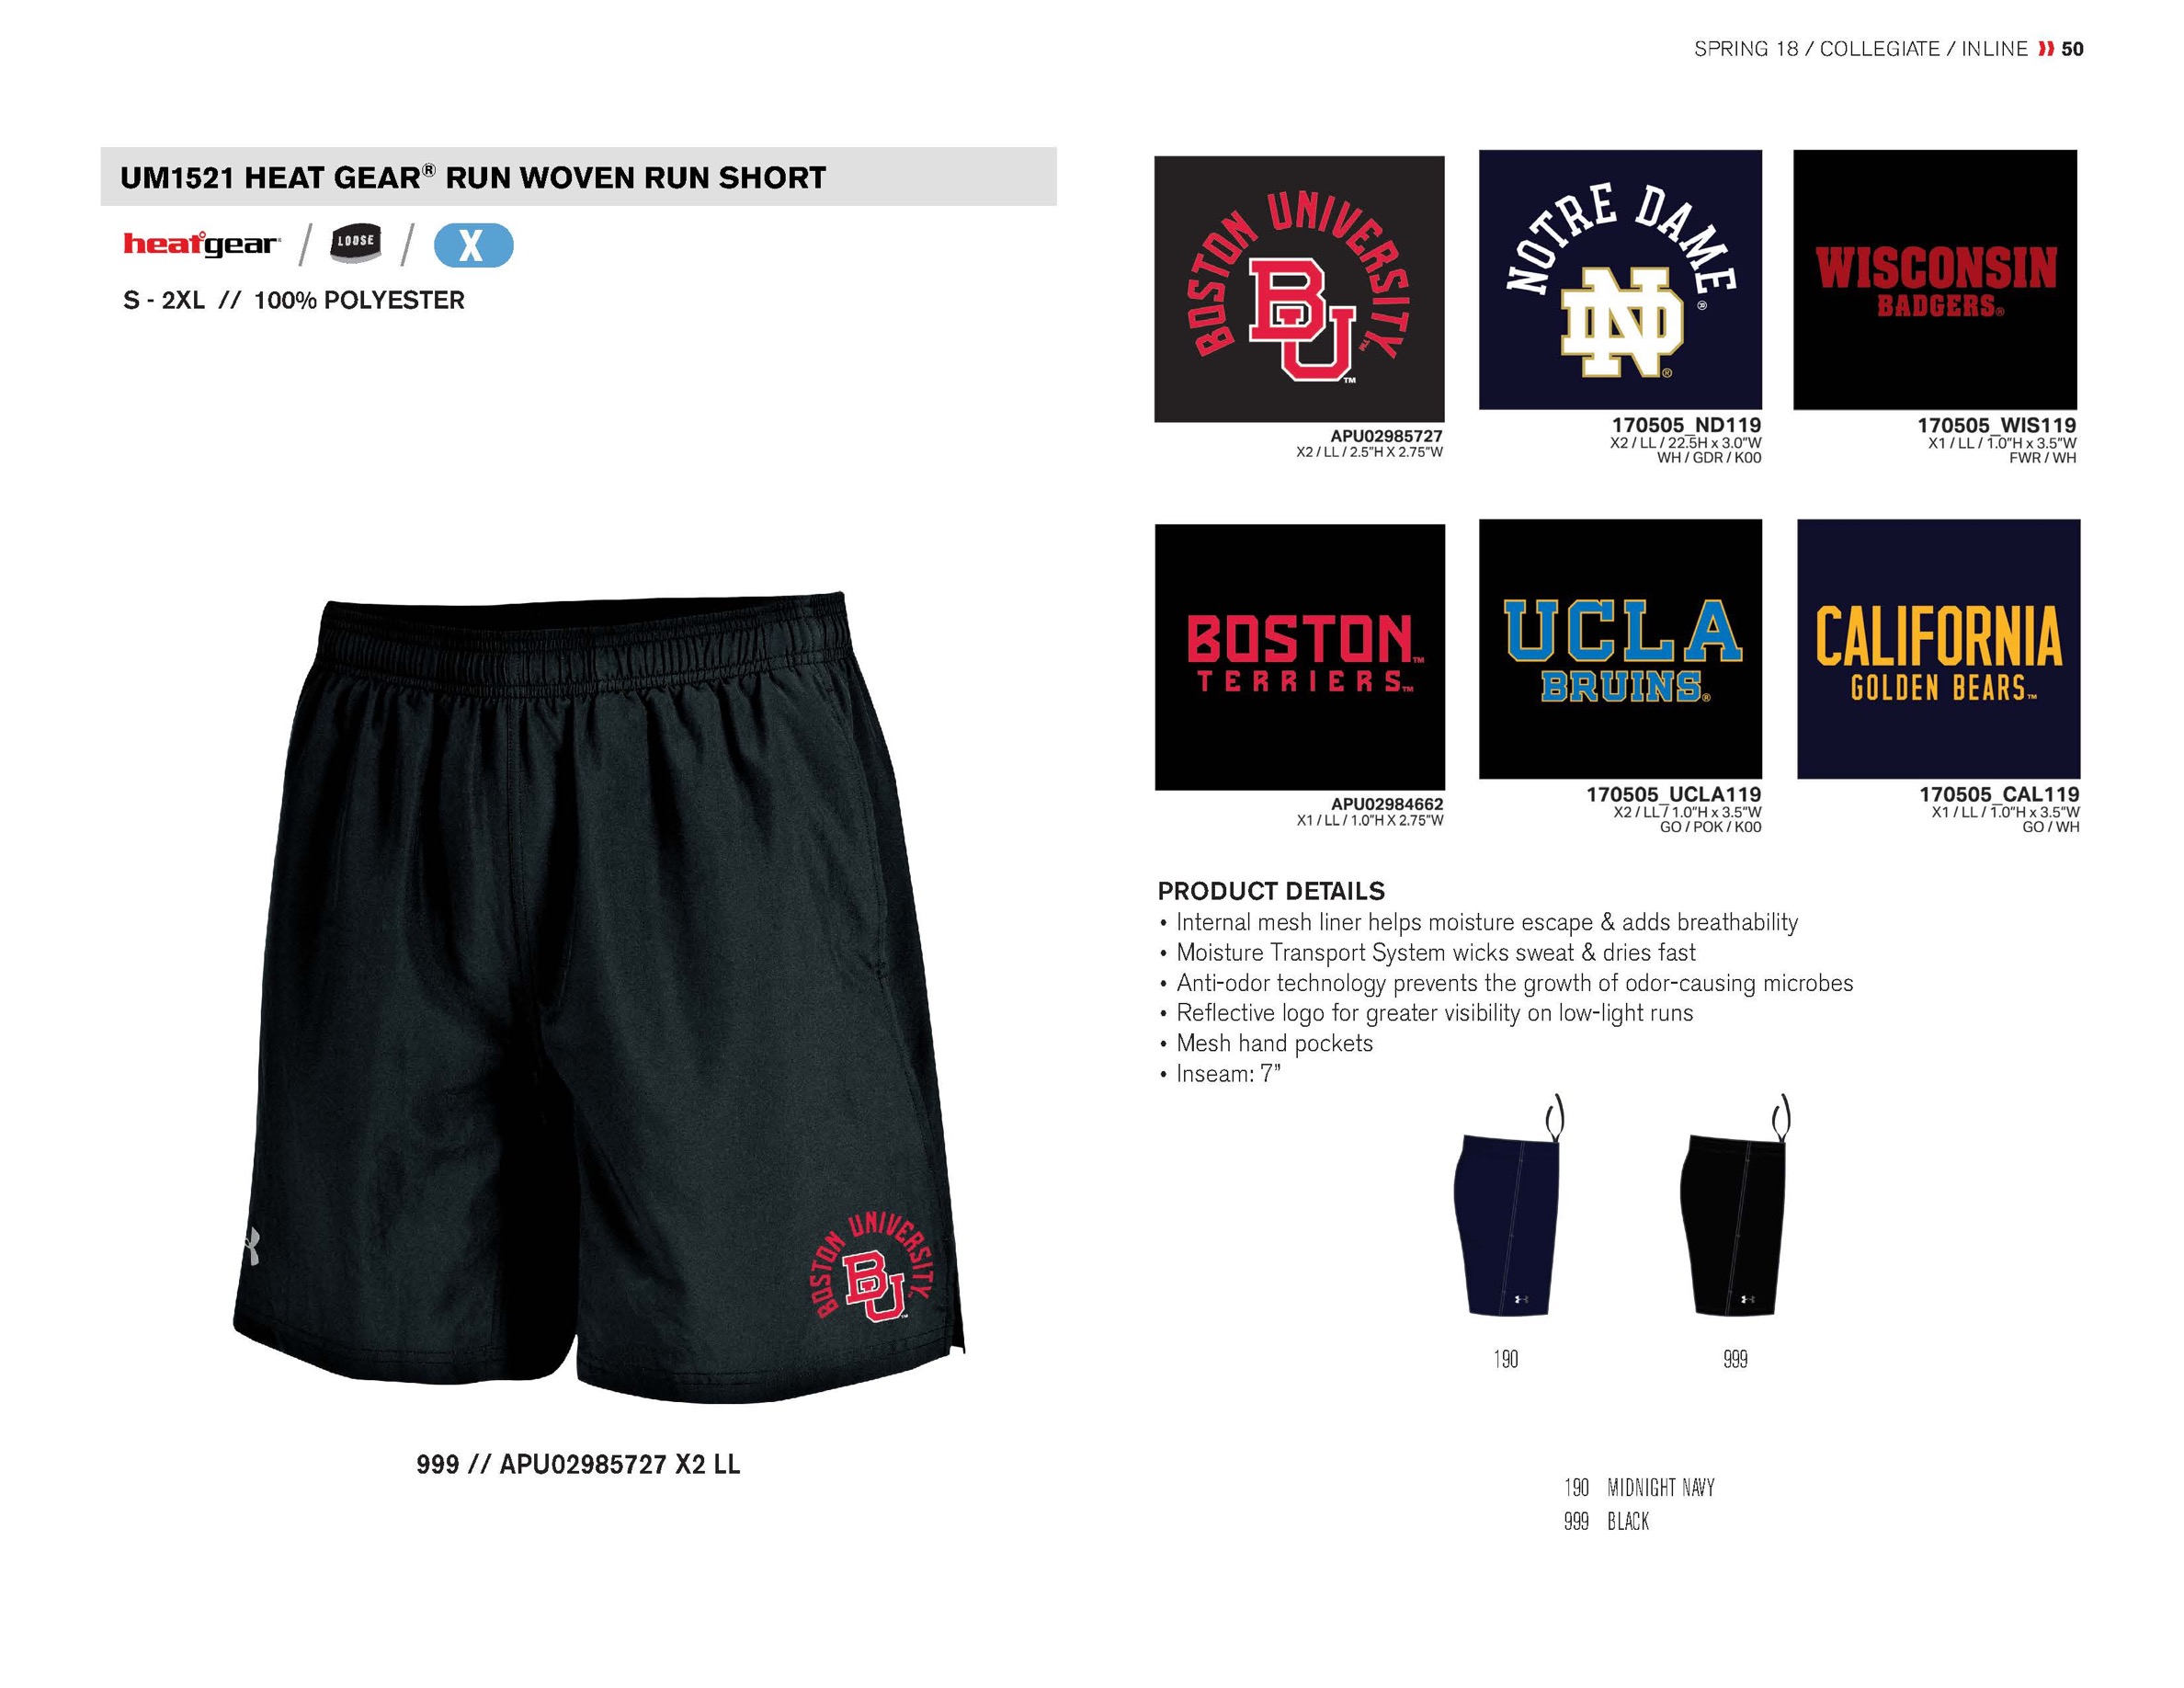 SPRING 18 / COLLEGIATE / INLINE 50
UM1521 HEAT GEAR® RUN WOVEN RUN SHORT
heatgear / LOOSE / X
S - 2XL // 100% POLYESTER
BOSTON UNIVERSITY™
BU™
APU02985727
X2 / LL / 2.5"H X 2.75"W
NOTRE DAME®
ND®
170505_ND119
X2 / LL / 22.5H x 3.0"W
WH / GDR / K00
WISCONSIN
BADGERS®
170505_WIS119
X1 / LL / 1.0"H x 3.5"W
FWR / WH
BOSTON™
TERRIERS™
APU02984662
X1 / LL / 1.0"H X 2.75"W
UCLA
BRUINS®
170505_UCLA119
X2 / LL / 1.0"H x 3.5"W
GO / POK / K00
CALIFORNIA
GOLDEN BEARS™
170505_CAL119
X1 / LL / 1.0"H x 3.5"W
GO / WH
BOSTON UNIVERSITY
BU™
999 // APU02985727 X2 LL
PRODUCT DETAILS
• Internal mesh liner helps moisture escape & adds breathability
• Moisture Transport System wicks sweat & dries fast
• Anti-odor technology prevents the growth of odor-causing microbes
• Reflective logo for greater visibility on low-light runs
• Mesh hand pockets
• Inseam: 7"
190 999
190 MIDNIGHT NAVY
999 BLACK